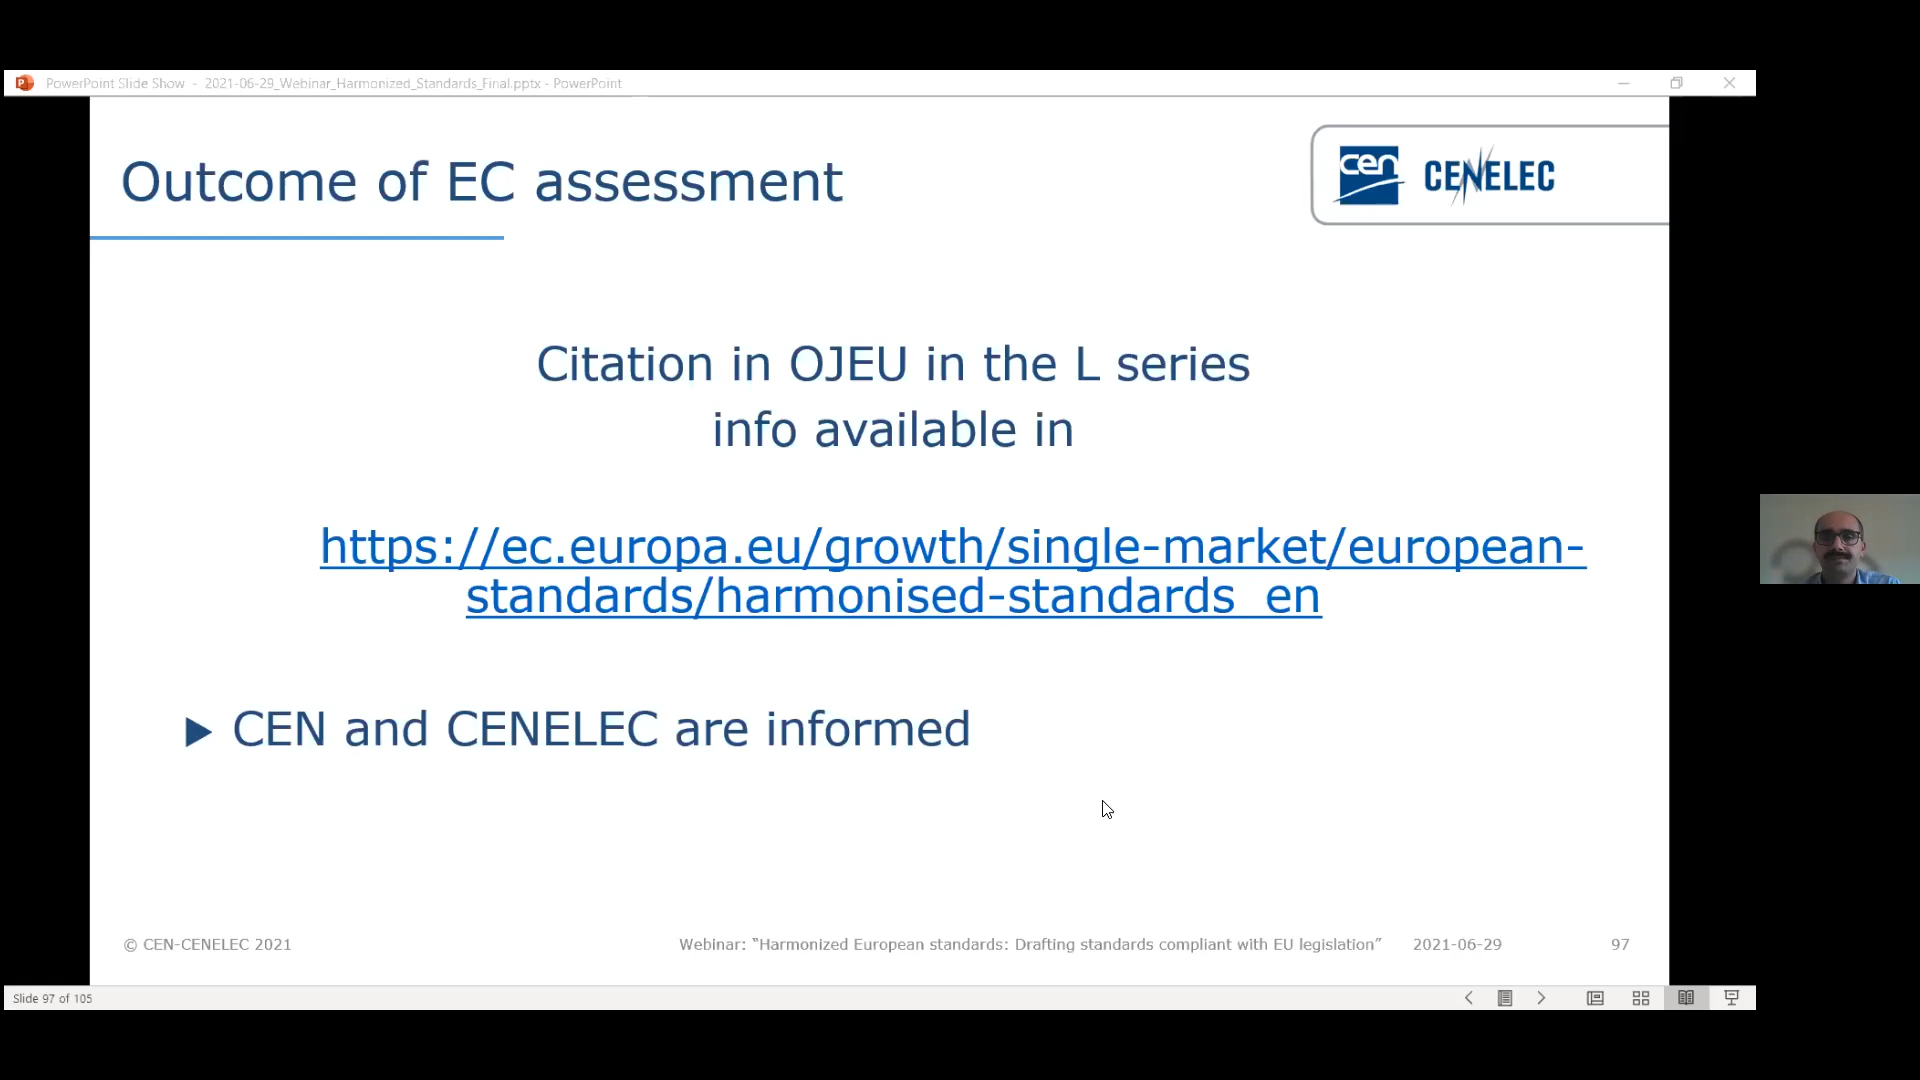 PowerPoint Slide Show - 2021-06-29_Webinar_Harmonized_Standards_Final.pptx - PowerPoint
Outcome of EC assessment
cen CENELEC
Citation in OJEU in the L series
info available in
https://ec.europa.eu/growth/single-market/european-
standards/harmonised-standards_en
CEN and CENELEC are informed
© CEN-CENELEC 2021
Webinar: “Harmonized European standards: Drafting standards compliant with EU legislation”
2021-06-29
97
Slide 97 of 105